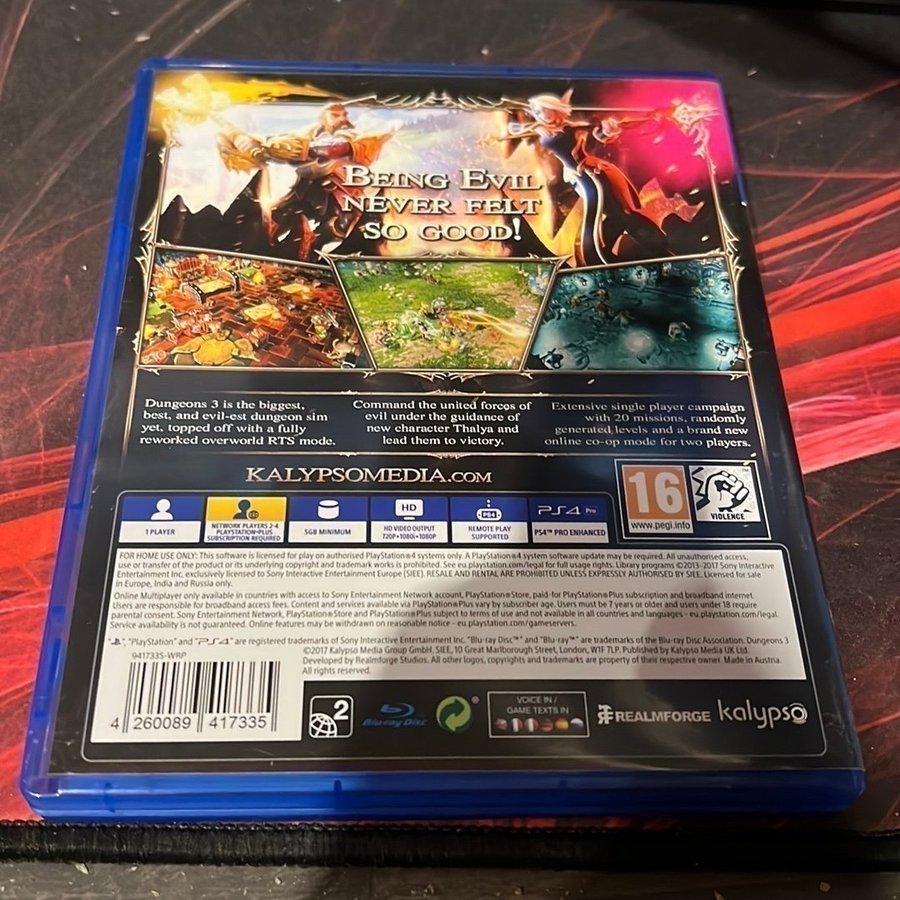 BEING EVIL
NEVER FELT
SO GOOD!
Dungeons 3 is the biggest,
best, and evil-est dungeon sim
yet, topped off with a fully
reworked overworld RTS mode.
Command the united forces of
evil under the guidance of
new character Thalya and
lead them to victory.
Extensive single player campaign
with 20 missions, randomly
generated levels and a brand new
online co-op mode for two players.
KALYPSOMEDIA.COM
16
www.pegi.info
VIOLENCE
1 PLAYER
NETWORK PLAYERS 2-4
PLAYSTATION®PLUS
SUBSCRIPTION REQUIRED
5GB MINIMUM
HD
HD VIDEO OUTPUT
720P•1080i•1080P
PS4
REMOTE PLAY
SUPPORTED
PS4 Pro
PS4™ PRO ENHANCED
FOR HOME USE ONLY: This software is licensed for play on authorised PlayStation®4 systems only. A PlayStation®4 system software update may be required. All unauthorised access,
use or transfer of the product or its underlying copyright and trademark works is prohibited. See eu.playstation.com/legal for full usage rights. Library programs ©2013-2017 Sony Interactive
Entertainment Inc. exclusively licensed to Sony Interactive Entertainment Europe (SIEE). RESALE AND RENTAL ARE PROHIBITED UNLESS EXPRESSLY AUTHORISED BY SIEE. Licensed for sale
in Europe, India and Russia only.
Online Multiplayer only available in countries with access to Sony Entertainment Network account, PlayStation®Store, paid-for PlayStation®Plus subscription and broadband internet.
Users are responsible for broadband access fees. Content and services available via PlayStation®Plus vary by subscriber age. Users must be 7 years or older and users under 18 require
parental consent. Sony Entertainment Network, PlayStation®Store and PlayStation®Plus subject to terms of use and not available in all countries and languages - eu.playstation.com/legal.
Service availability is not guaranteed. Online features may be withdrawn on reasonable notice - eu.playstation.com/gameservers.
", "PlayStation" and "PS4" are registered trademarks of Sony Interactive Entertainment Inc. "Blu-ray Disc™" and "Blu-ray™" are trademarks of the Blu-ray Disc Association. Dungeons 3
©2017 Kalypso Media Group GmbH. SIEE, 10 Great Marlborough Street, London, W1F 7LP. Published by Kalypso Media UK Ltd.
Developed by Realmforge Studios. All other logos, copyrights and trademarks are property of their respective owner. Made in Austria.
All rights reserved.
941733S-WRP
4 260089 417335
2
Blu-ray Disc
VOICE IN /
GAME TEXTS IN
REALMFORGE
kalypso